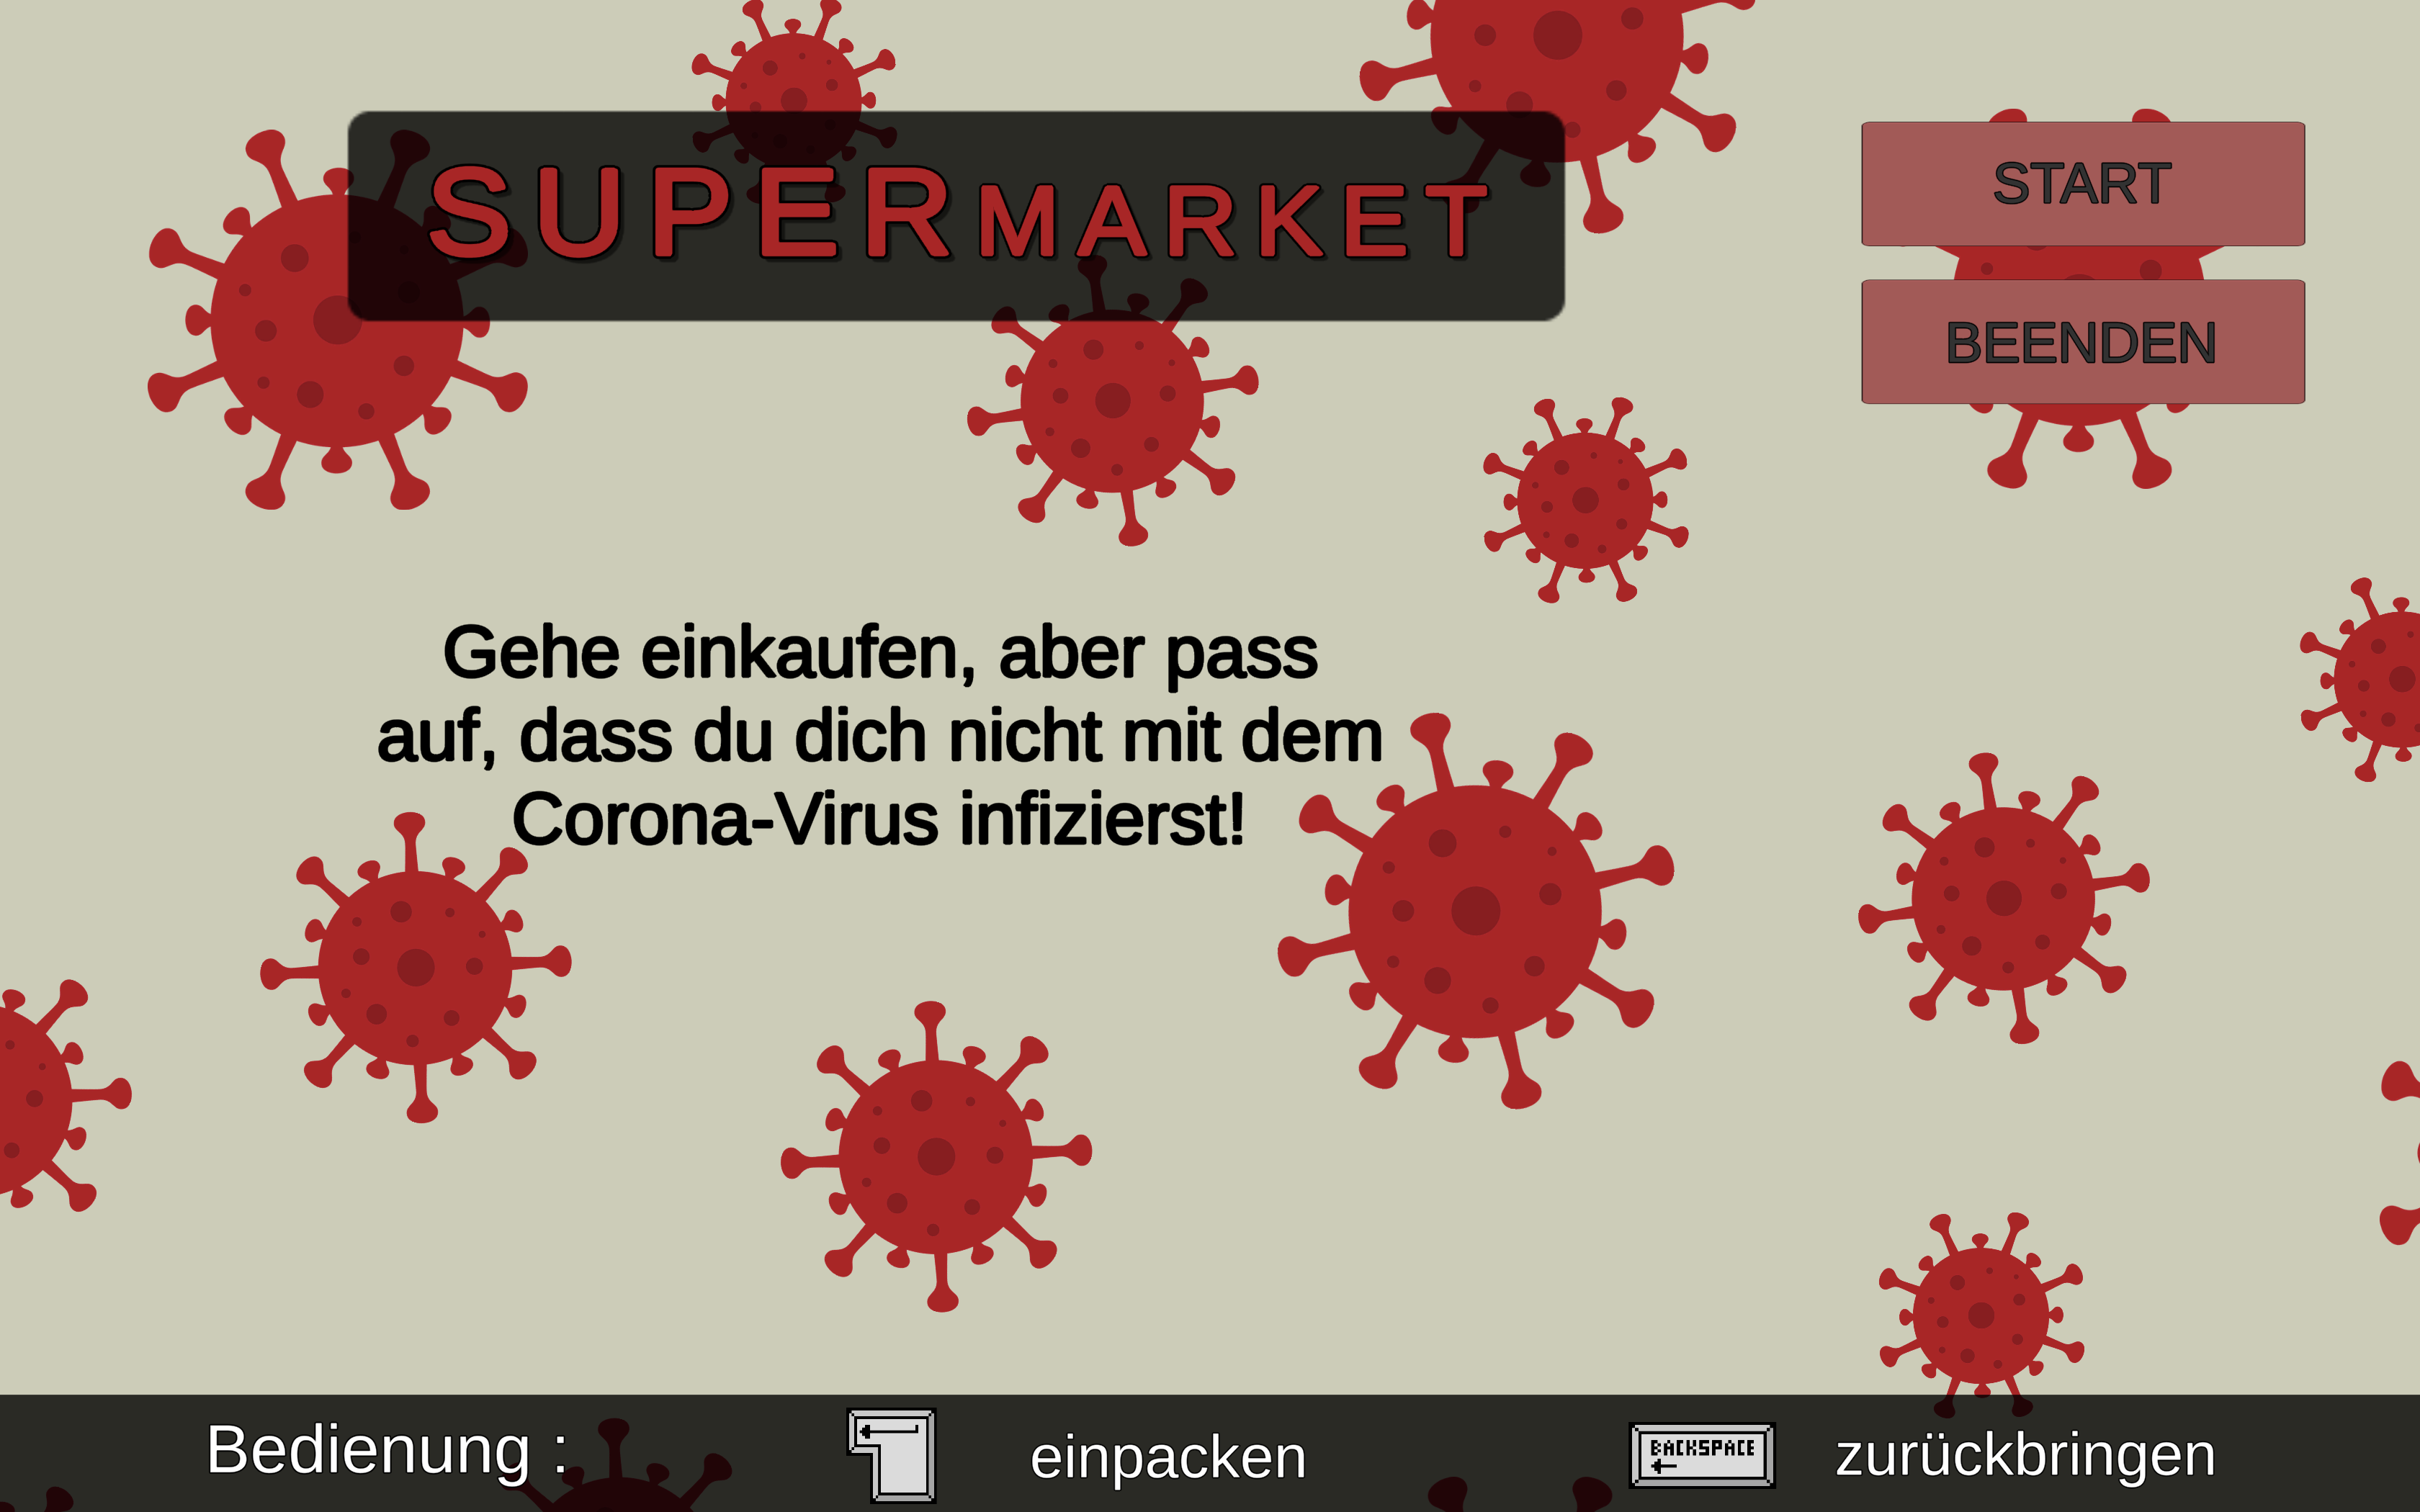 SUPERMARKET
START
BEENDEN
Gehe einkaufen, aber pass
auf, dass du dich nicht mit dem
Corona-Virus infizierst!
Bedienung : einpacken BACKSPACE zurückbringen